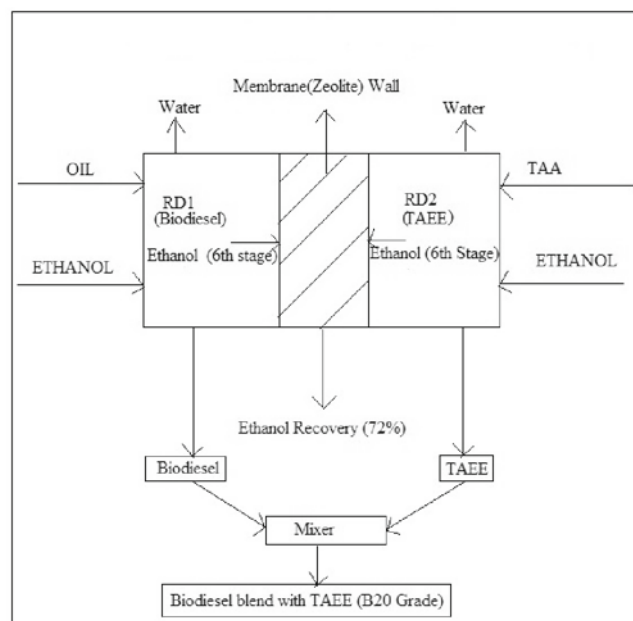 Membrane(Zeolite) Wall
Water
Water
OIL
TAA
RD1
(Biodiesel)
RD2
(TAEE)
Ethanol (6th stage)
Ethanol (6th Stage)
ETHANOL
ETHANOL
Ethanol Recovery (72%)
Biodiesel
TAEE
Mixer
Biodiesel blend with TAEE (B20 Grade)